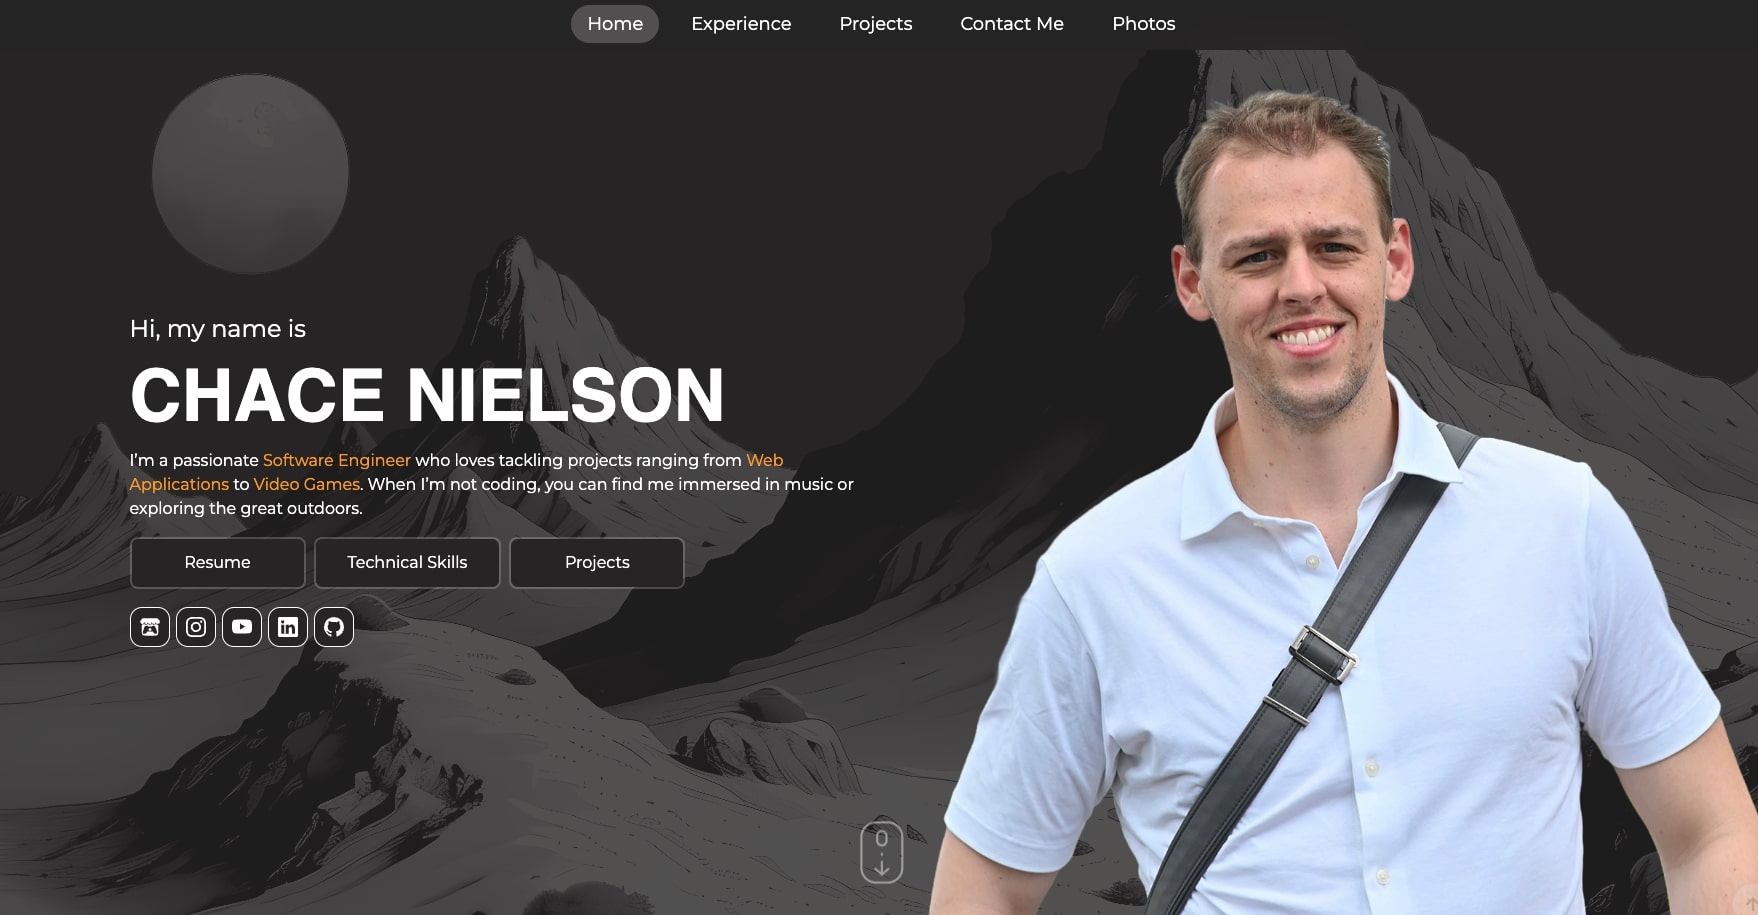 Home Experience Projects Contact Me Photos
Hi, my name is
CHACE NIELSON
I'm a passionate Software Engineer who loves tackling projects ranging from Web
Applications to Video Games. When I'm not coding, you can find me immersed in music or
exploring the great outdoors.
Resume Technical Skills Projects